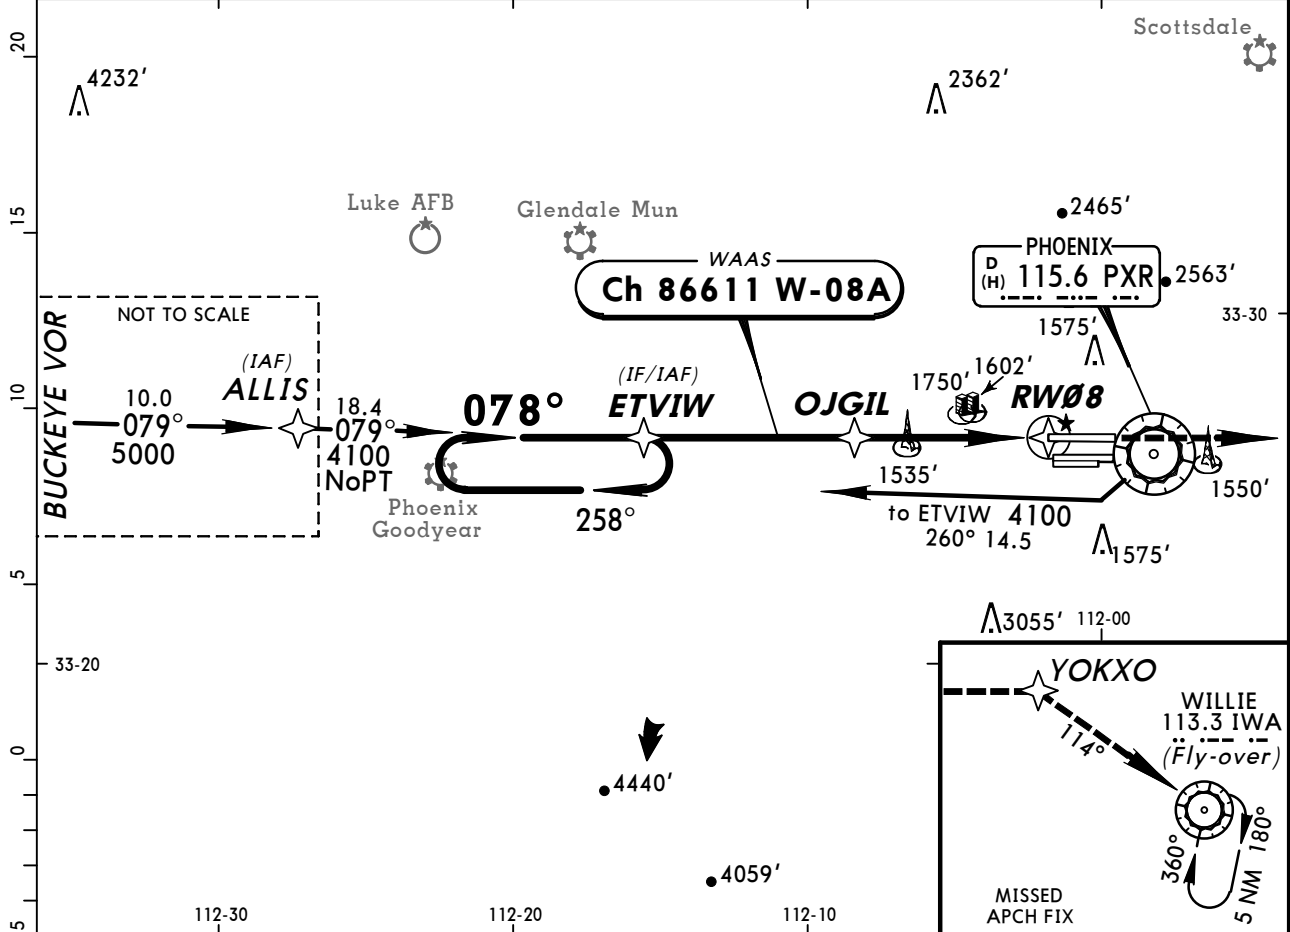 Scottsdale
20
4232'
2362'
Luke AFB
Glendale Mun
2465'
15
WAAS
Ch 86611 W-08A
PHOENIX
D
(H) 115.6 PXR
2563'
33-30
NOT TO SCALE
BUCKEYE VOR
(IAF)
ALLIS
10.0
079°
5000
18.4
079°
4100
NoPT
078°
(IF/IAF)
ETVIW
OJGIL
1575'
1602'
1750'
RWØ8
10
1535'
1550'
Phoenix
Goodyear
258°
to ETVIW 4100
260° 14.5
1575'
5
3055'
112-00
33-20
YOKXO
WILLIE
113.3 IWA
(Fly-over)
114°
0
4440'
4059'
360°
180°
5 NM
MISSED
APCH FIX
5
112-30
112-20
112-10